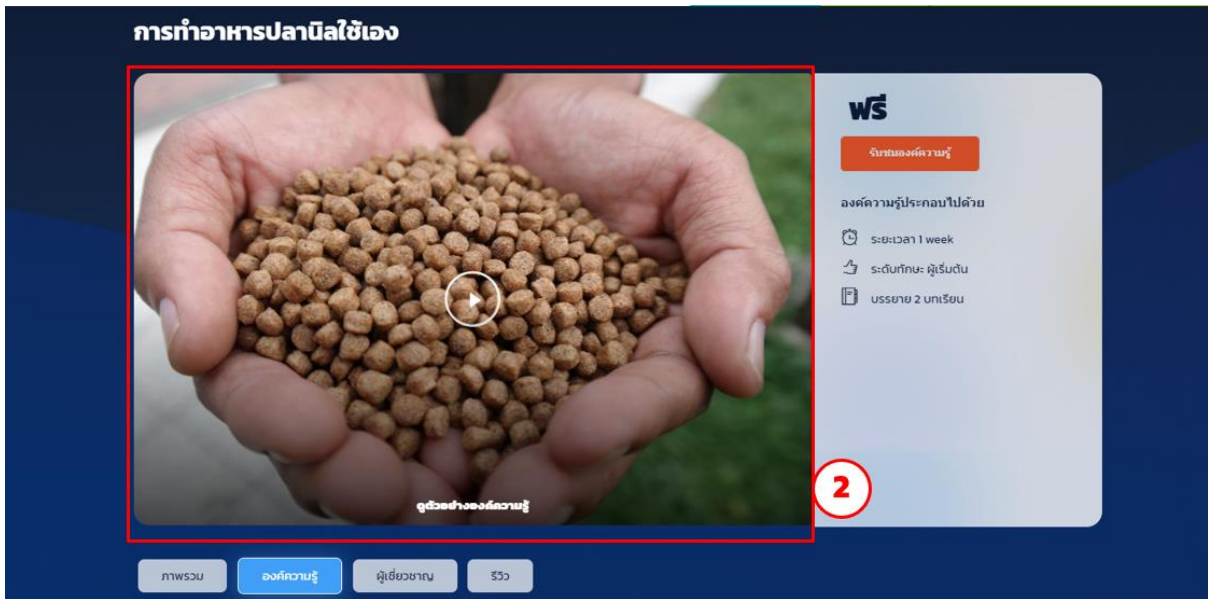 การทำอาหารปลานิลใช้เอง
ฟรี
รับชมองค์ความรู้
องค์ความรู้ประกอบไปด้วย
ระยะเวลา 1 week
ระดับทักษะ ผู้เริ่มต้น
บรรยาย 2 บทเรียน
ดูตัวอย่างองค์ความรู้
2
ภาพรวม
องค์ความรู้
ผู้เชี่ยวชาญ
รีวิว